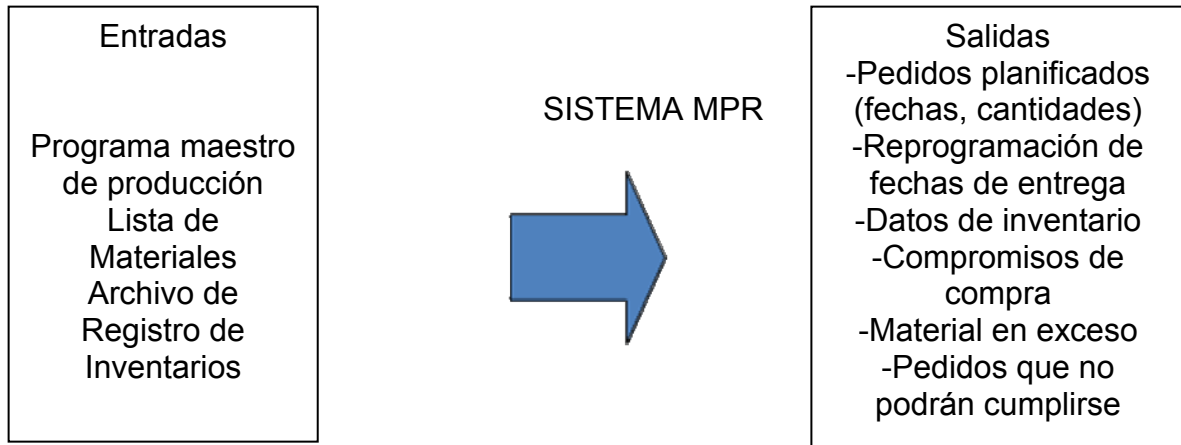 Entradas
Programa maestro
de producción
Lista de
Materiales
Archivo de
Registro de
Inventarios
SISTEMA MPR
Salidas
-Pedidos planificados
(fechas, cantidades)
-Reprogramación de
fechas de entrega
-Datos de inventario
-Compromisos de
compra
-Material en exceso
-Pedidos que no
podrán cumplirse